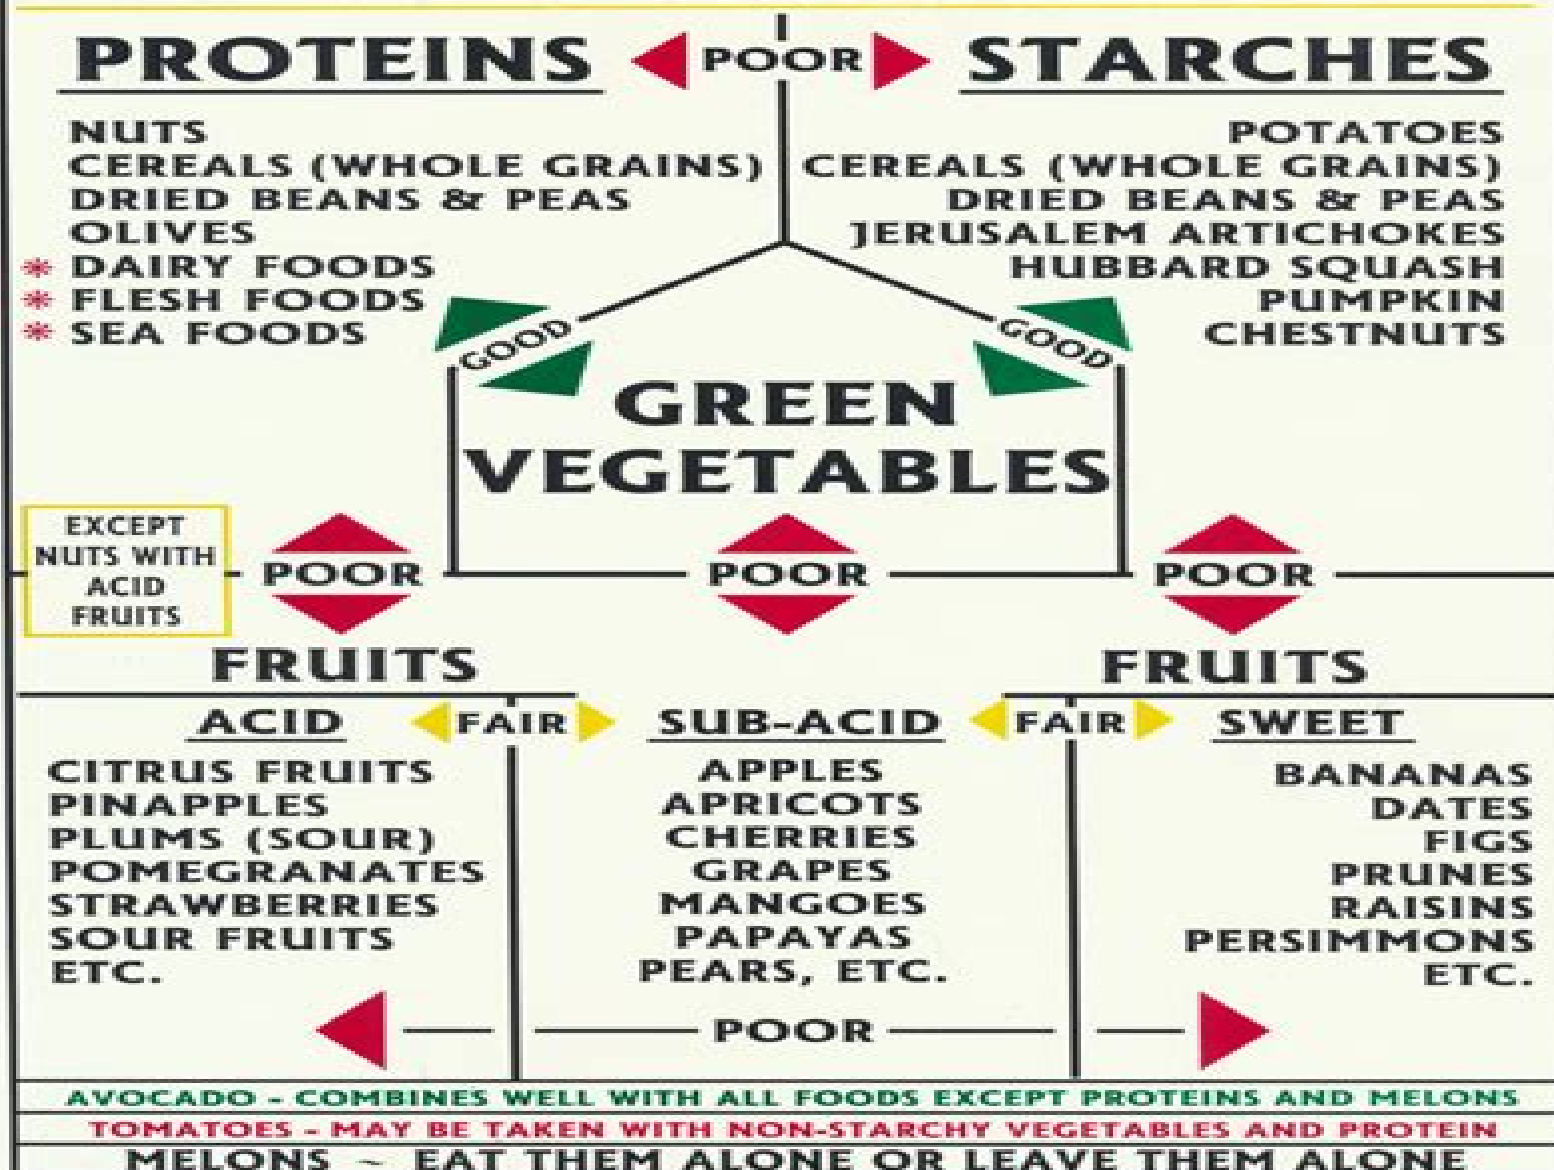 PROTEINS
POOR
STARCHES
NUTS
CEREALS (WHOLE GRAINS)
DRIED BEANS & PEAS
OLIVES
* DAIRY FOODS
* FLESH FOODS
* SEA FOODS
POTATOES
CEREALS (WHOLE GRAINS)
DRIED BEANS & PEAS
JERUSALEM ARTICHOKES
HUBBARD SQUASH
PUMPKIN
CHESTNUTS
GOOD
GOOD
GREEN
VEGETABLES
EXCEPT
NUTS WITH
ACID
FRUITS
POOR
POOR
POOR
FRUITS
FRUITS
ACID
FAIR
SUB-ACID
FAIR
SWEET
CITRUS FRUITS
PINAPPLES
PLUMS (SOUR)
POMEGRANATES
STRAWBERRIES
SOUR FRUITS
ETC.
APPLES
APRICOTS
CHERRIES
GRAPES
MANGOES
PAPAYAS
PEARS, ETC.
BANANAS
DATES
FIGS
PRUNES
RAISINS
PERSIMMONS
ETC.
POOR
AVOCADO - COMBINES WELL WITH ALL FOODS EXCEPT PROTEINS AND MELONS
TOMATOES - MAY BE TAKEN WITH NON-STARCHY VEGETABLES AND PROTEIN
MELONS ~ EAT THEM ALONE OR LEAVE THEM ALONE